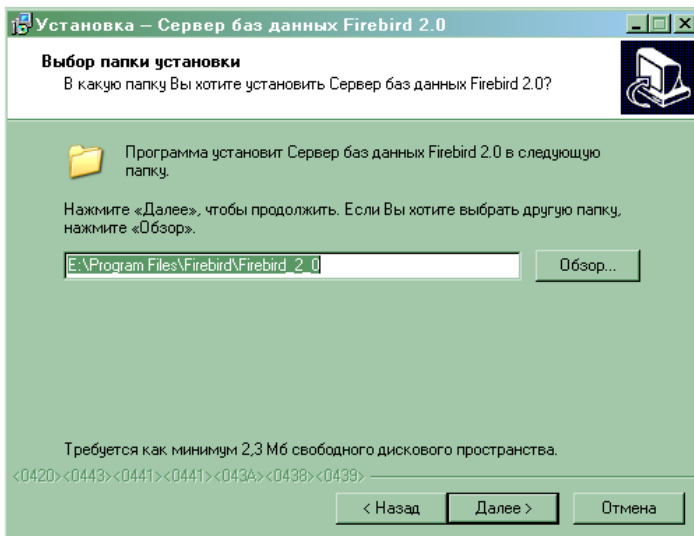 Установка – Сервер баз данных Firebird 2.0
Выбор папки установки
В какую папку Вы хотите установить Сервер баз данных Firebird 2.0?
Программа установит Сервер баз данных Firebird 2.0 в следующую
папку.
Нажмите «Далее», чтобы продолжить. Если Вы хотите выбрать другую папку,
нажмите «Обзор».
E:\Program Files\Firebird\Firebird_2_0
Обзор...
Требуется как минимум 2,3 Мб свободного дискового пространства.
<0420><0443><0441><0441><043A><0438><0439>
< Назад
Далее >
Отмена